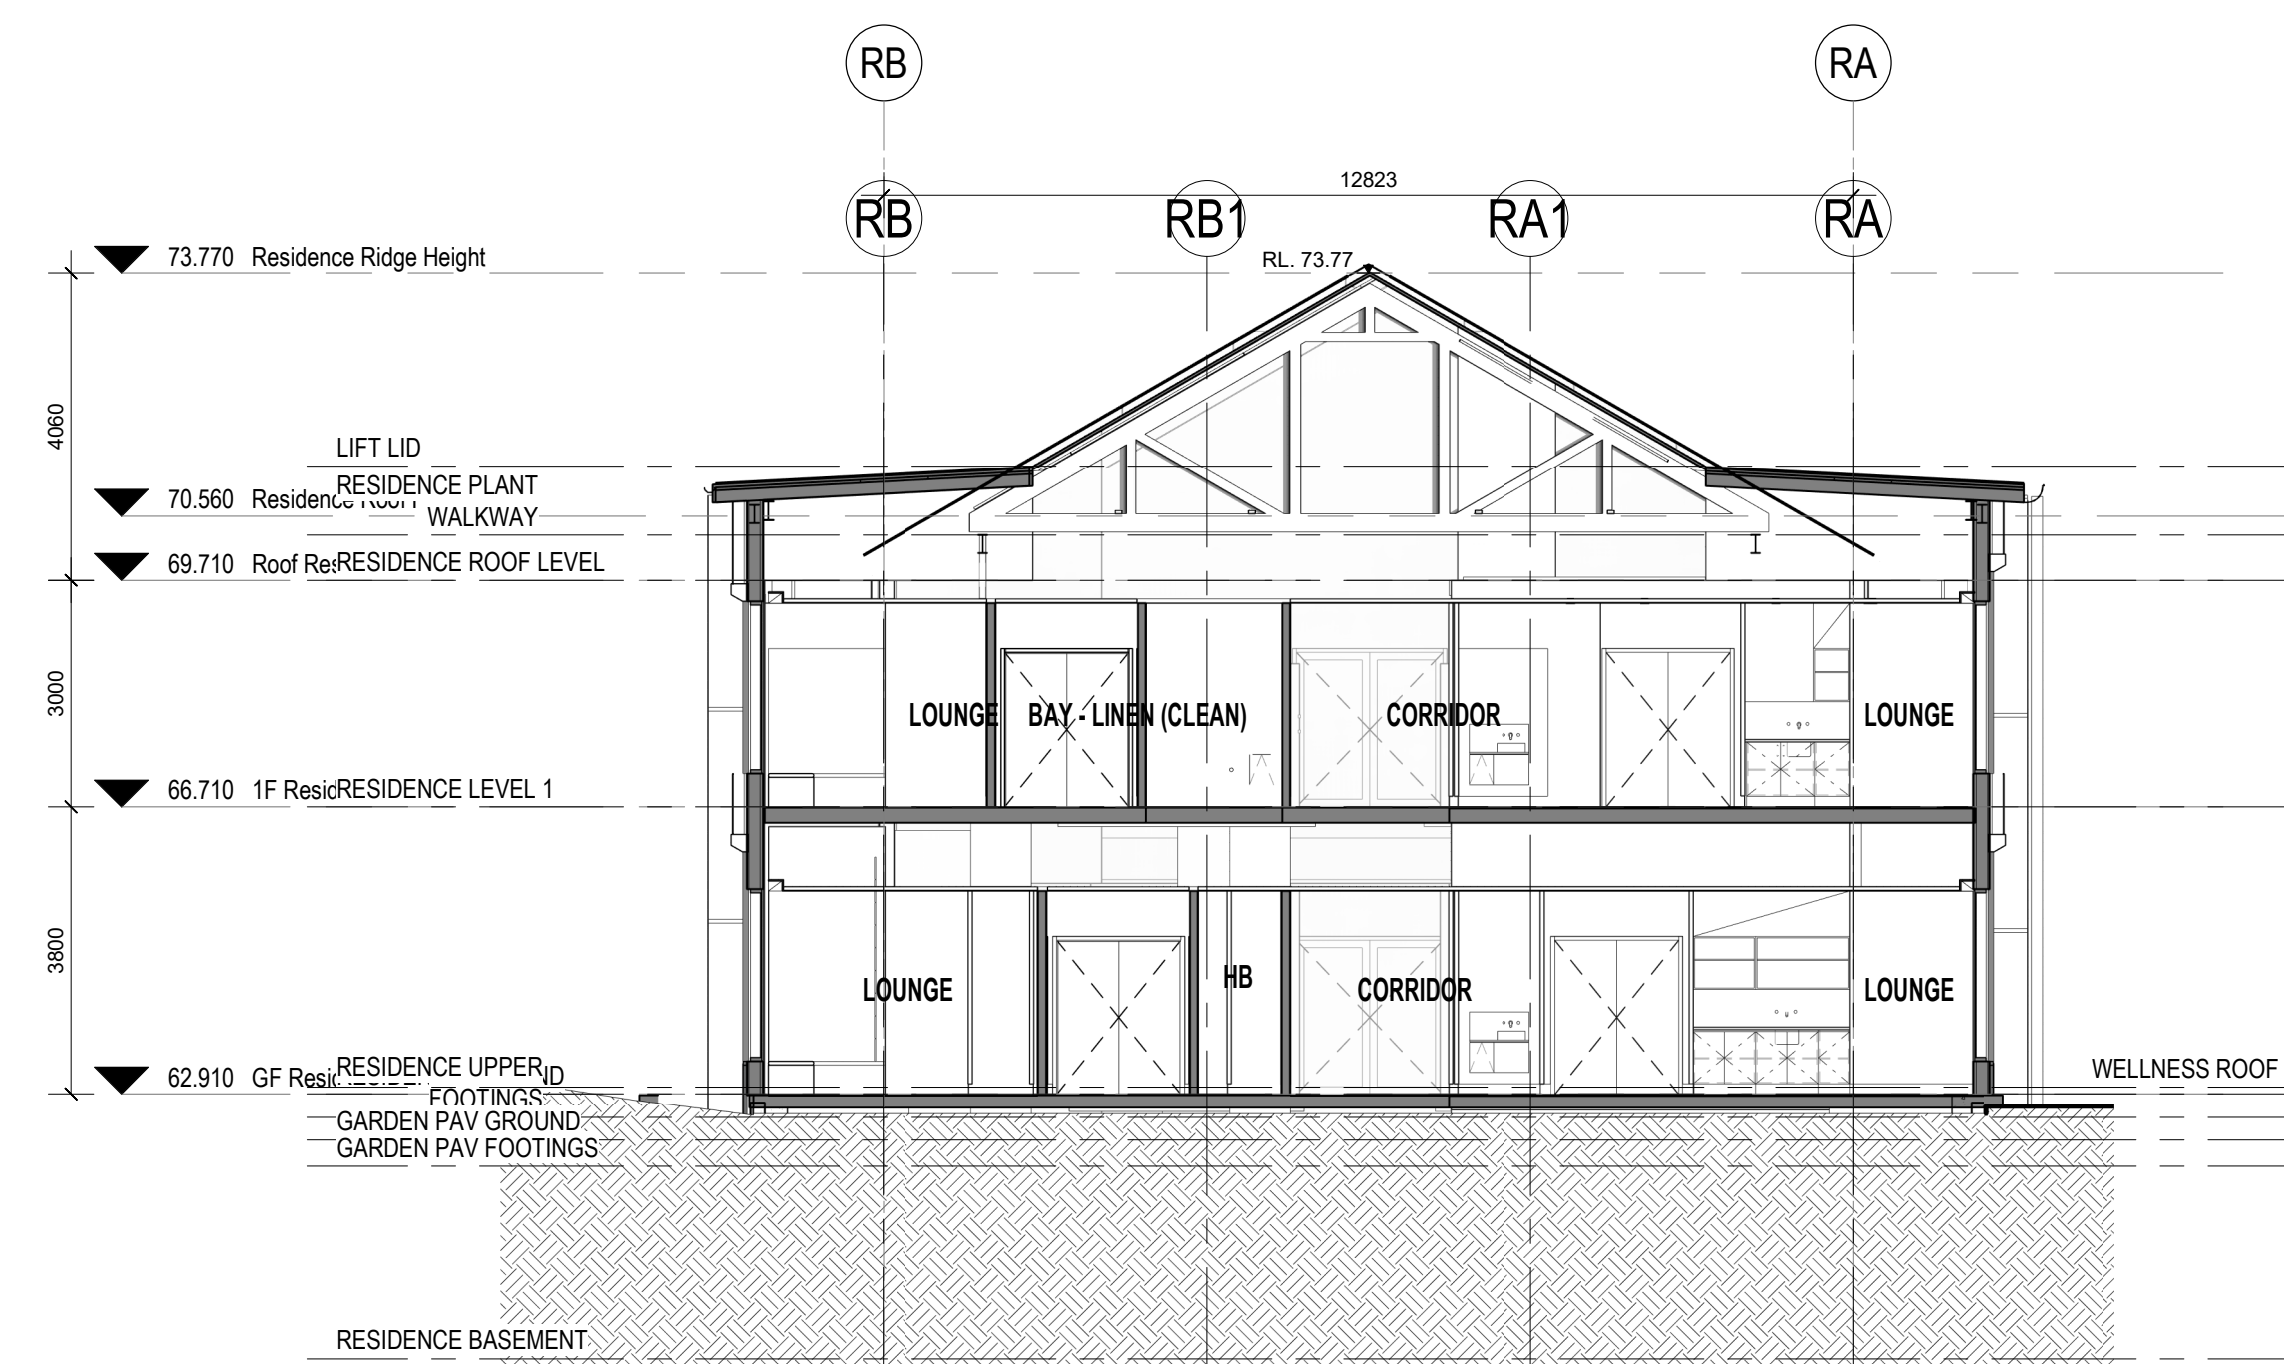 RB
RA
12823
RB
RB1
RA1
RA
73.770 Residence Ridge Height
RL. 73.77
4060
LIFT LID
RESIDENCE PLANT
70.560 Residence
WALKWAY
69.710 Roof Res
RESIDENCE ROOF LEVEL
3000
LOUNGE
BAY - LINEN (CLEAN)
CORRIDOR
LOUNGE
66.710 1F Resid
RESIDENCE LEVEL 1
3800
LOUNGE
HB
CORRIDOR
LOUNGE
RESIDENCE UPPER
62.910 GF Resid
FOOTINGS
WELLNESS ROOF
GARDEN PAV GROUND
GARDEN PAV FOOTINGS
RESIDENCE BASEMENT